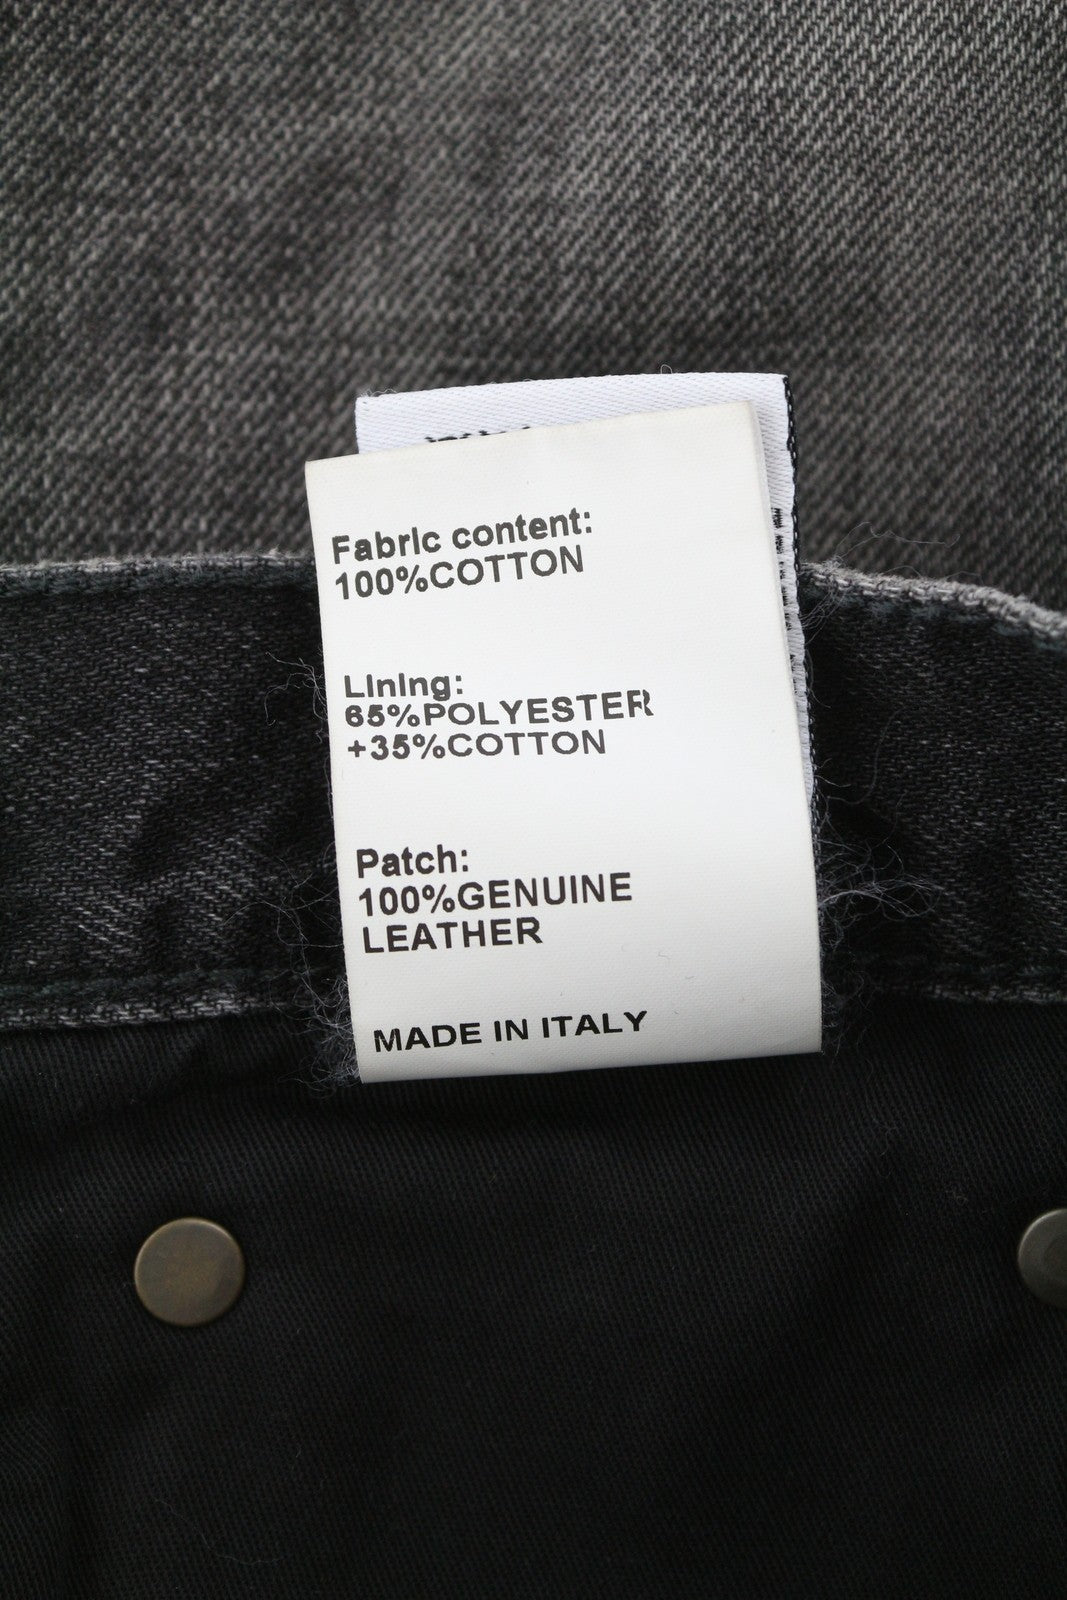 Fabric content:
100%COTTON
Lining:
65%POLYESTER
+35%COTTON
Patch:
100%GENUINE
LEATHER
MADE IN ITALY